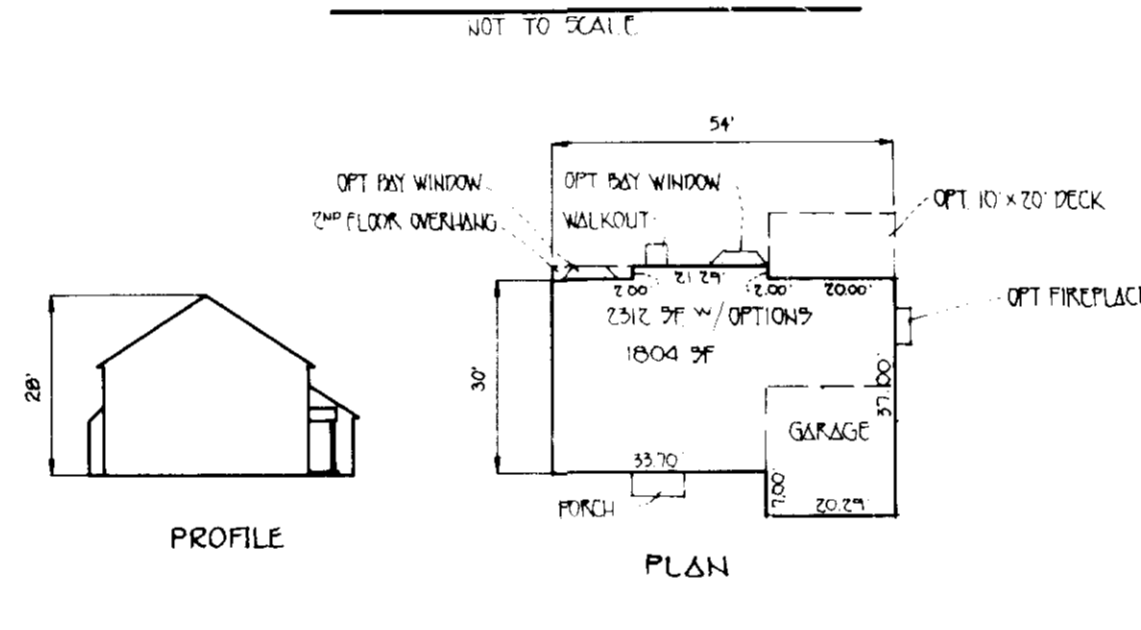 NOT TO SCALE
54'
OPT BAY WINDOW
OPT BAY WINDOW
OPT. 10' x 20' DECK
2ND FLOOR OVERHANG
WALKOUT
21.29'
2.00'
2.00'
20.00'
OPT FIREPLAC
2312 SF W/OPTIONS
1804 SF
28'
30'
37.00'
GARAGE
33.70'
7.00'
20.29'
PORCH
PROFILE
PLAN